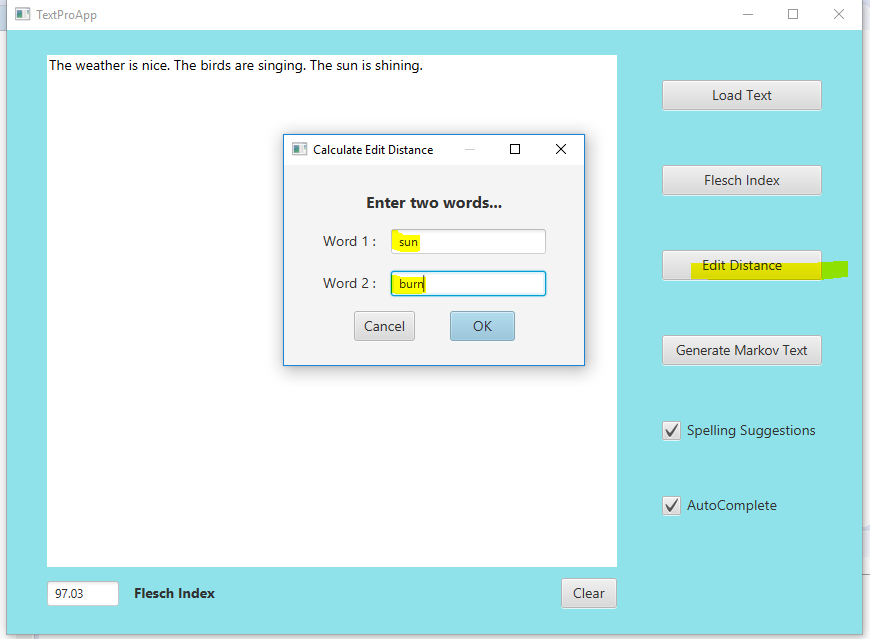 TextProApp
The weather is nice. The birds are singing. The sun is shining.
Load Text
Calculate Edit Distance
Flesch Index
Enter two words...
Word 1 : sun
Edit Distance
Word 2 : burn
Cancel OK
Generate Markov Text
Spelling Suggestions
AutoComplete
97.03 Flesch Index Clear